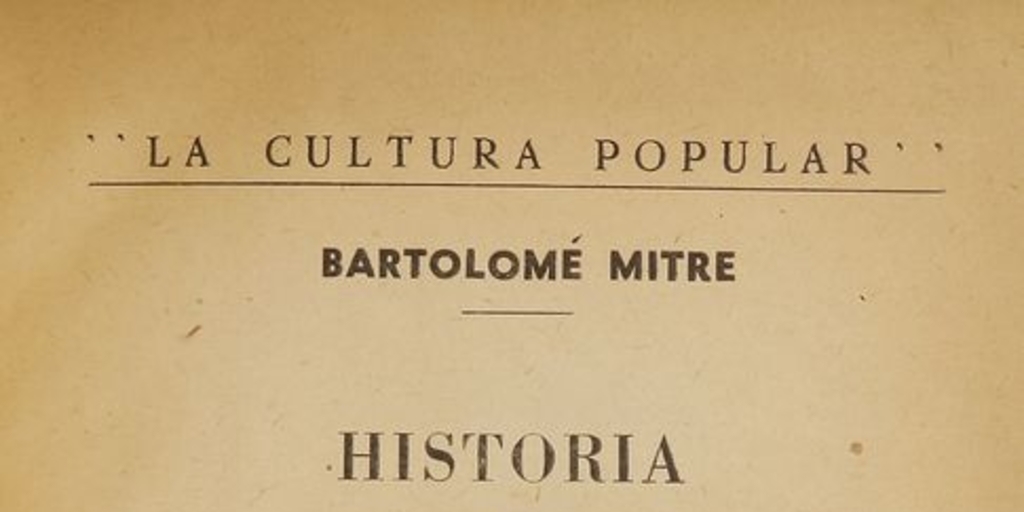 ``LA CULTURA POPULAR´´
BARTOLOMÉ MITRE
HISTORIA